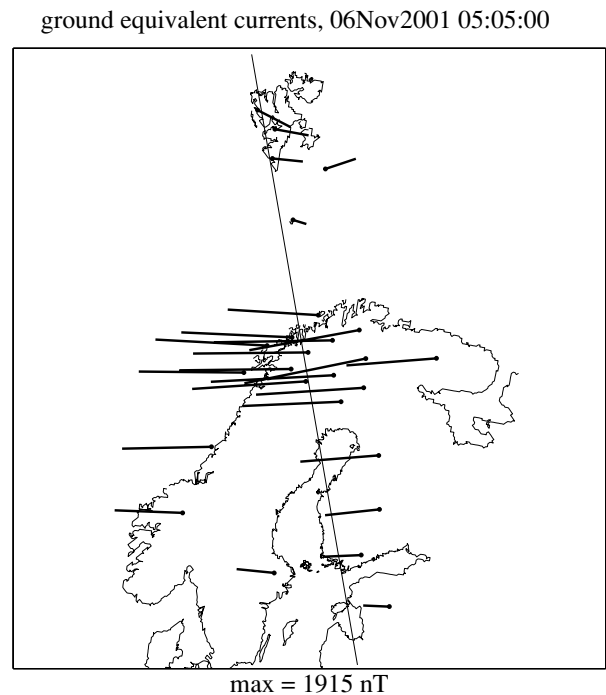 ground equivalent currents, 06Nov2001 05:05:00
max = 1915 nT